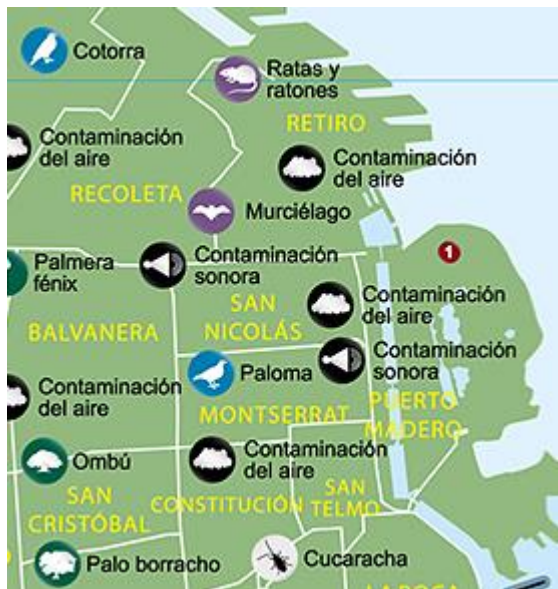 Cotorra
Ratas y
ratones
RETIRO
Contaminación
del aire
Contaminación
del aire
RECOLETA
Murciélago
1
Contaminación
sonora
Palmera
fénix
SAN
NICOLÁS
Contaminación
del aire
BALVANERA
Contaminación
sonora
Paloma
Contaminación
del aire
MONTSERRAT
PUERTO
MADERO
Ombú
Contaminación
del aire
SAN
CRISTÓBAL
CONSTITUCIÓN
SAN
TELMO
Palo borracho
Cucaracha